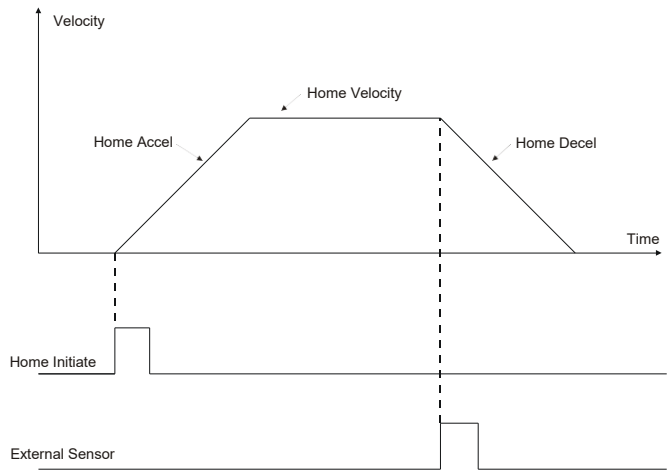 Velocity
Home Velocity
Home Accel
Home Decel
Time
Home Initiate
External Sensor